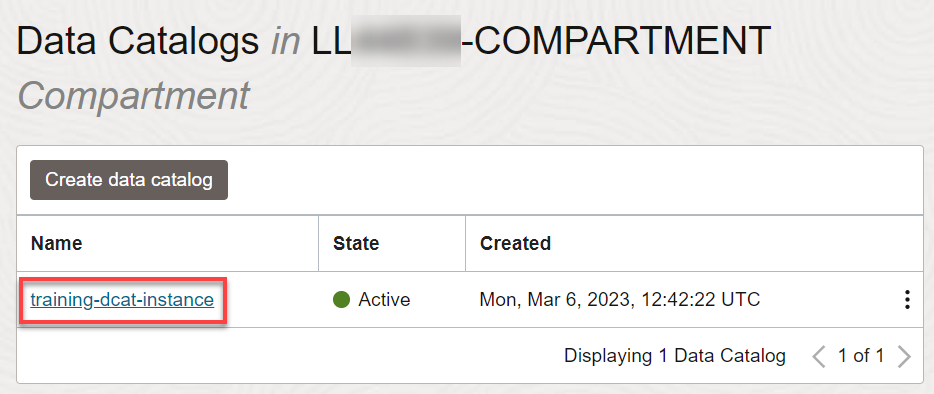 Data Catalogs in LL -COMPARTMENT
Compartment
Create data catalog
Name State Created
training-dcat-instance Active Mon, Mar 6, 2023, 12:42:22 UTC
Displaying 1 Data Catalog 1 of 1